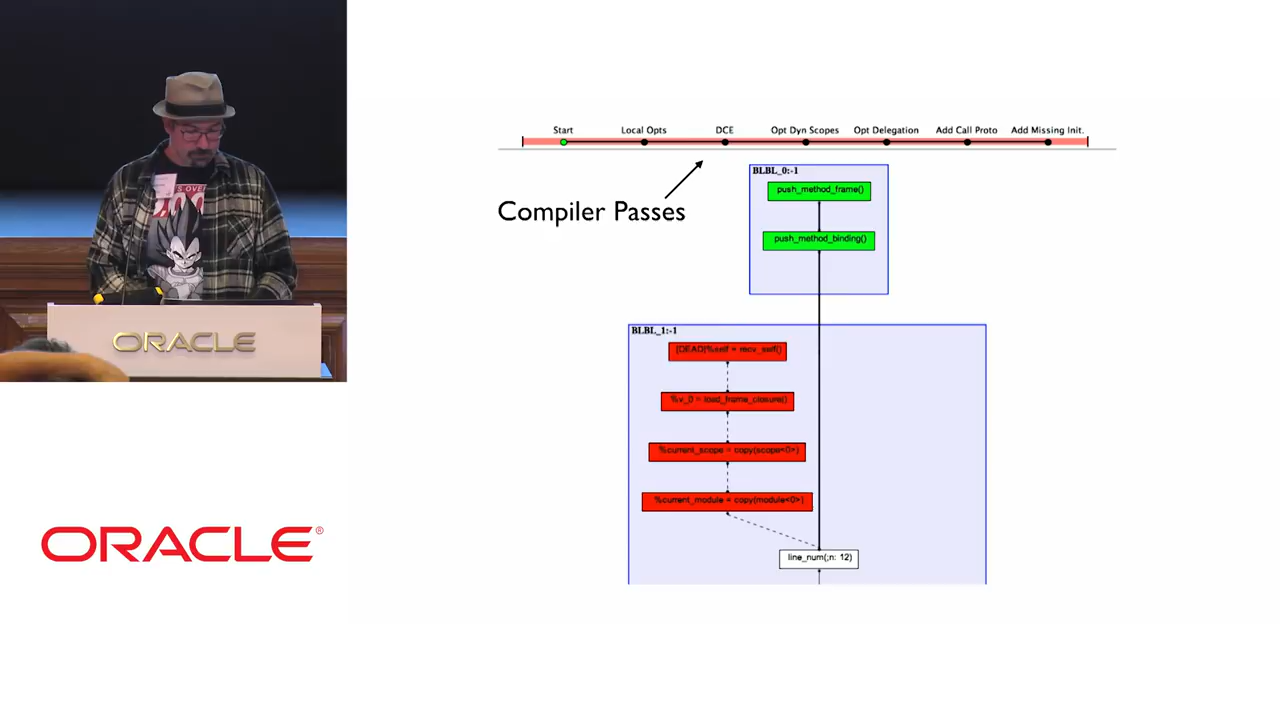 Start Local Opts DCE Opt Dyn Scopes Opt Delegation Add Call Proto Add Missing Init.
Compiler Passes
BLBL_0:-1
push_method_frame()
push_method_binding()
BLBL_1:-1
[DEAD]%self = recv_self()
%v_0 = load_frame_closure()
%current_scope = copy(scope<0>)
%current_module = copy(module<0>)
line_num(;n: 12)
S OVER
ORACLE
ORACLE®